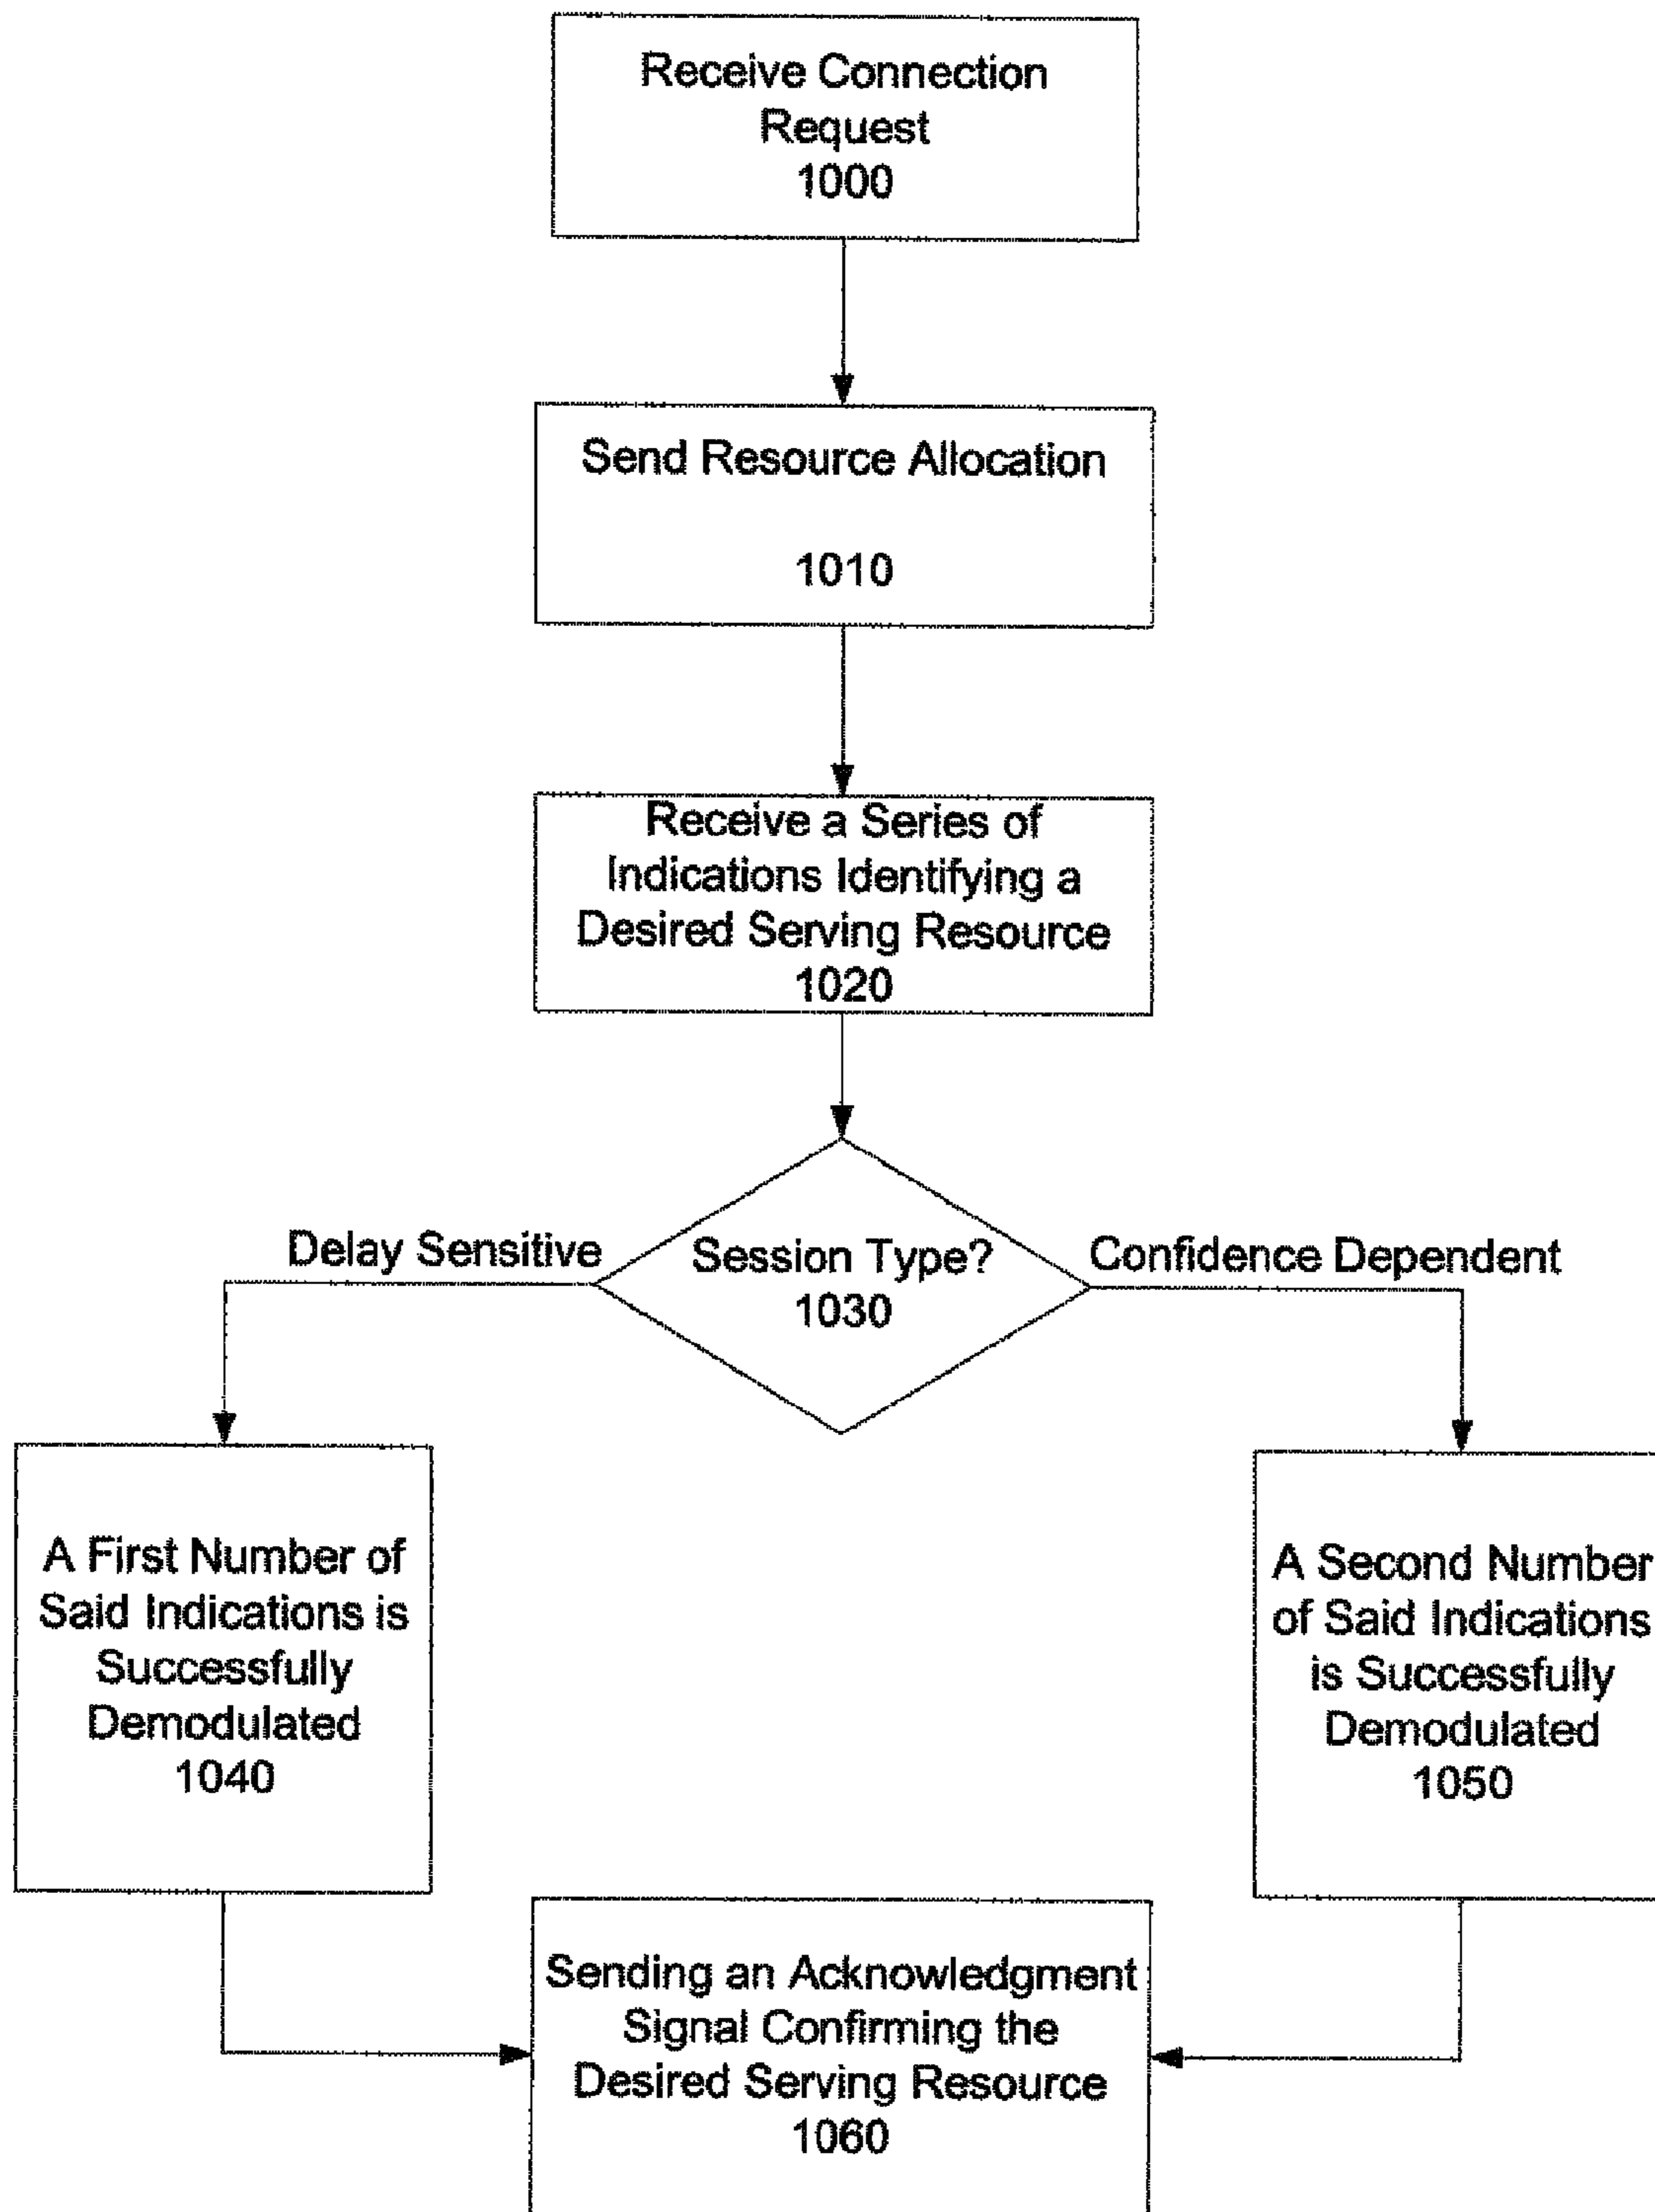 Receive Connection
Request
1000
Send Resource Allocation
1010
Receive a Series of
Indications Identifying a
Desired Serving Resource
1020
Session Type?
1030
Delay Sensitive
Confidence Dependent
A First Number of
Said Indications is
Successfully
Demodulated
1040
A Second Number
of Said Indications
is Successfully
Demodulated
1050
Sending an Acknowledgment
Signal Confirming the
Desired Serving Resource
1060